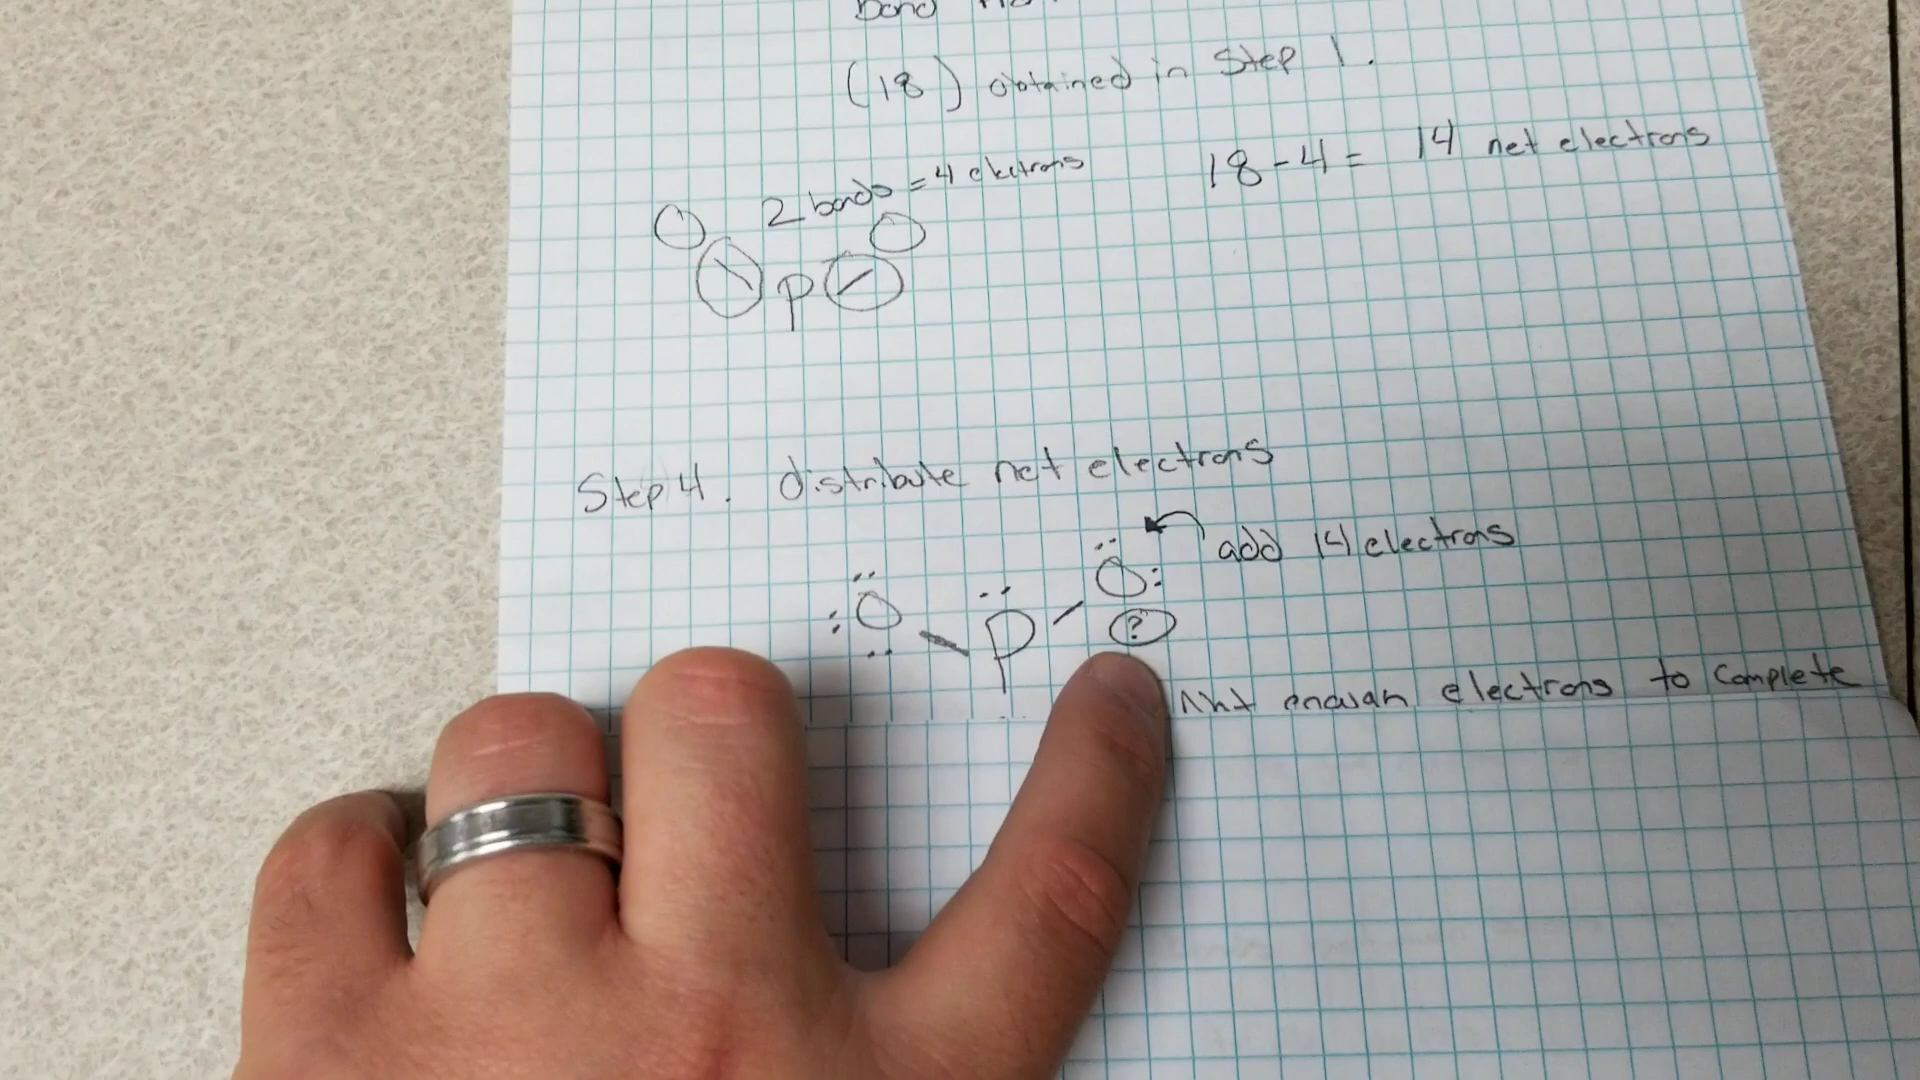 (18) obtained in Step 1.
2 bonds = 4 electrons
18-4= 14 net electrons
O P O
Step 4. distribute net electrons
add 14 electrons
O - P - O
?
Not enough electrons to complete